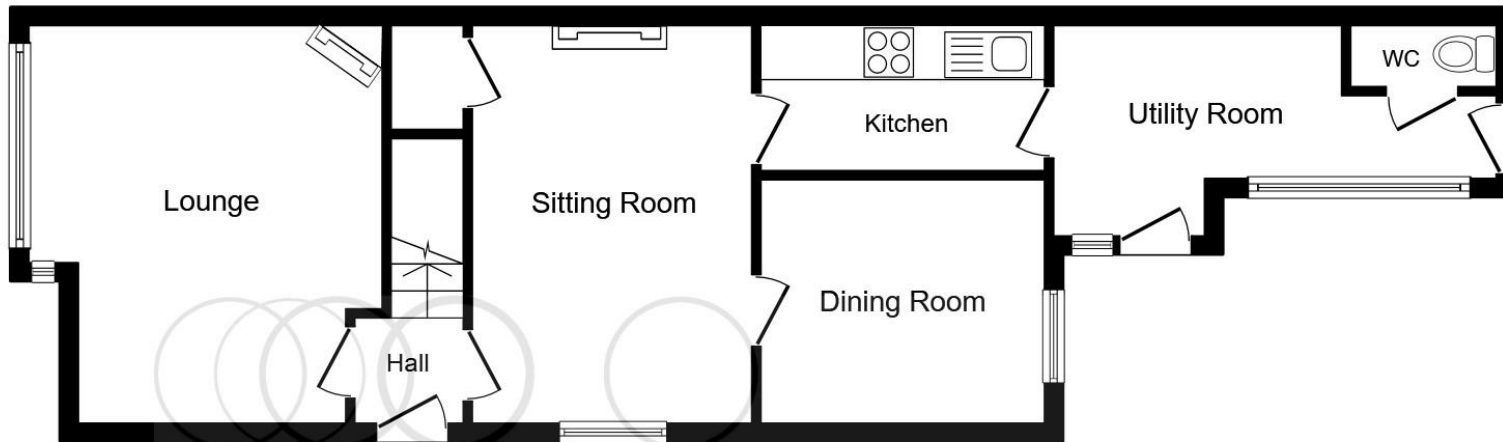 Lounge
Sitting Room
Kitchen
Utility Room
WC
Dining Room
Hall